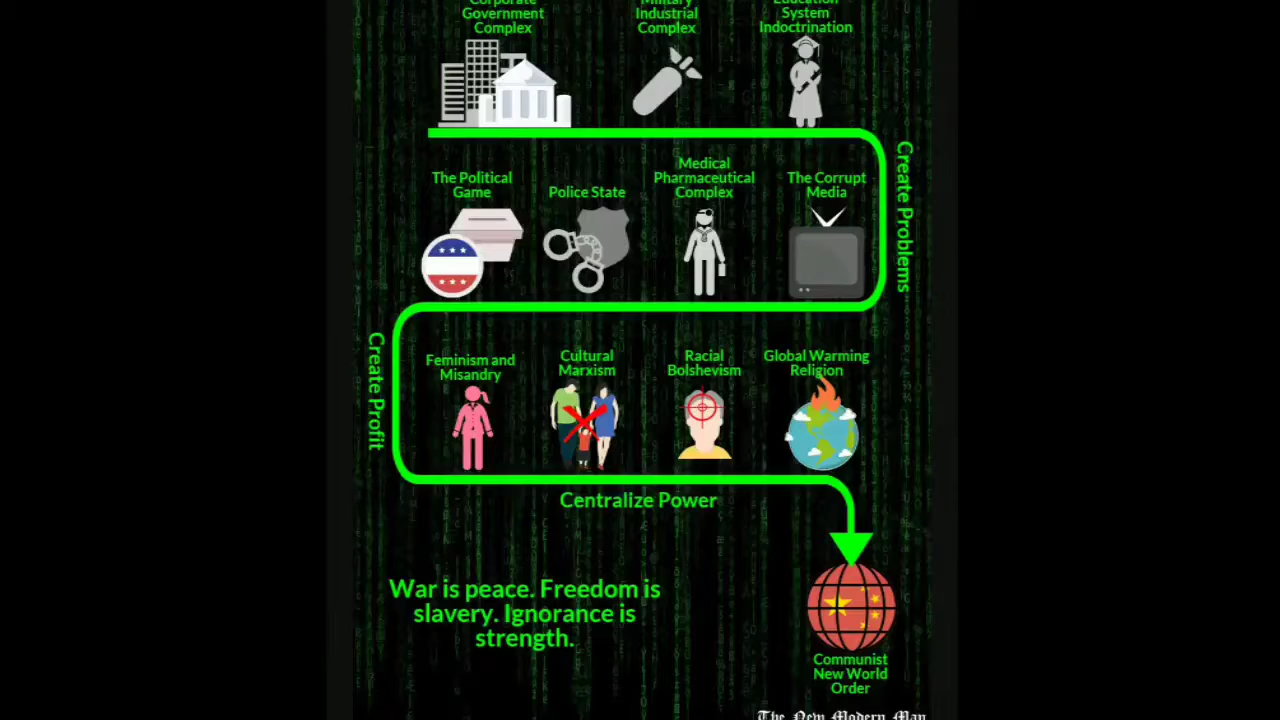 Corporate
Government
Complex
Military
Industrial
Complex
Education
System
Indoctrination
Create Problems
The Political
Game
Police State
Medical
Pharmaceutical
Complex
The Corrupt
Media
Create Profit
Feminism and
Misandry
Cultural
Marxism
Racial
Bolshevism
Global Warming
Religion
Centralize Power
War is peace. Freedom is
slavery. Ignorance is
strength.
Communist
New World
Order
The New Modern Man